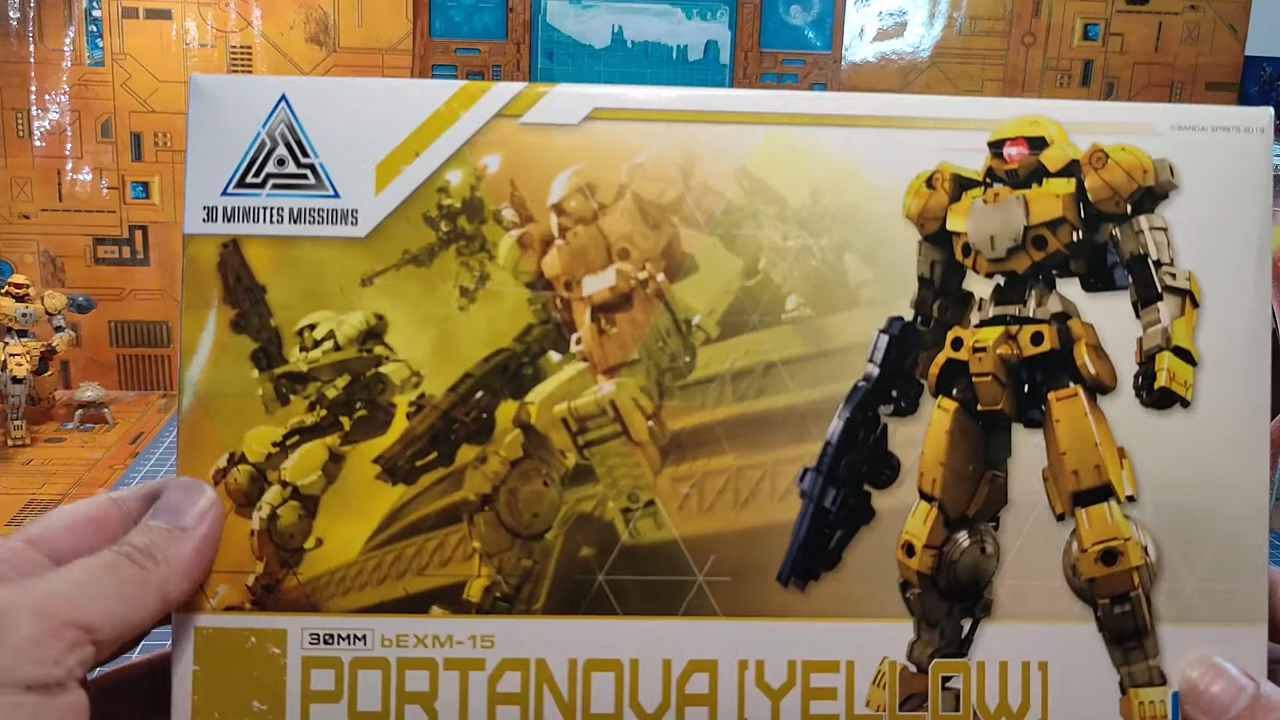 ©BANDAI SPIRITS 2019
30 MINUTES MISSIONS
30MM bEXM-15
PORTANOVA [YELLOW]